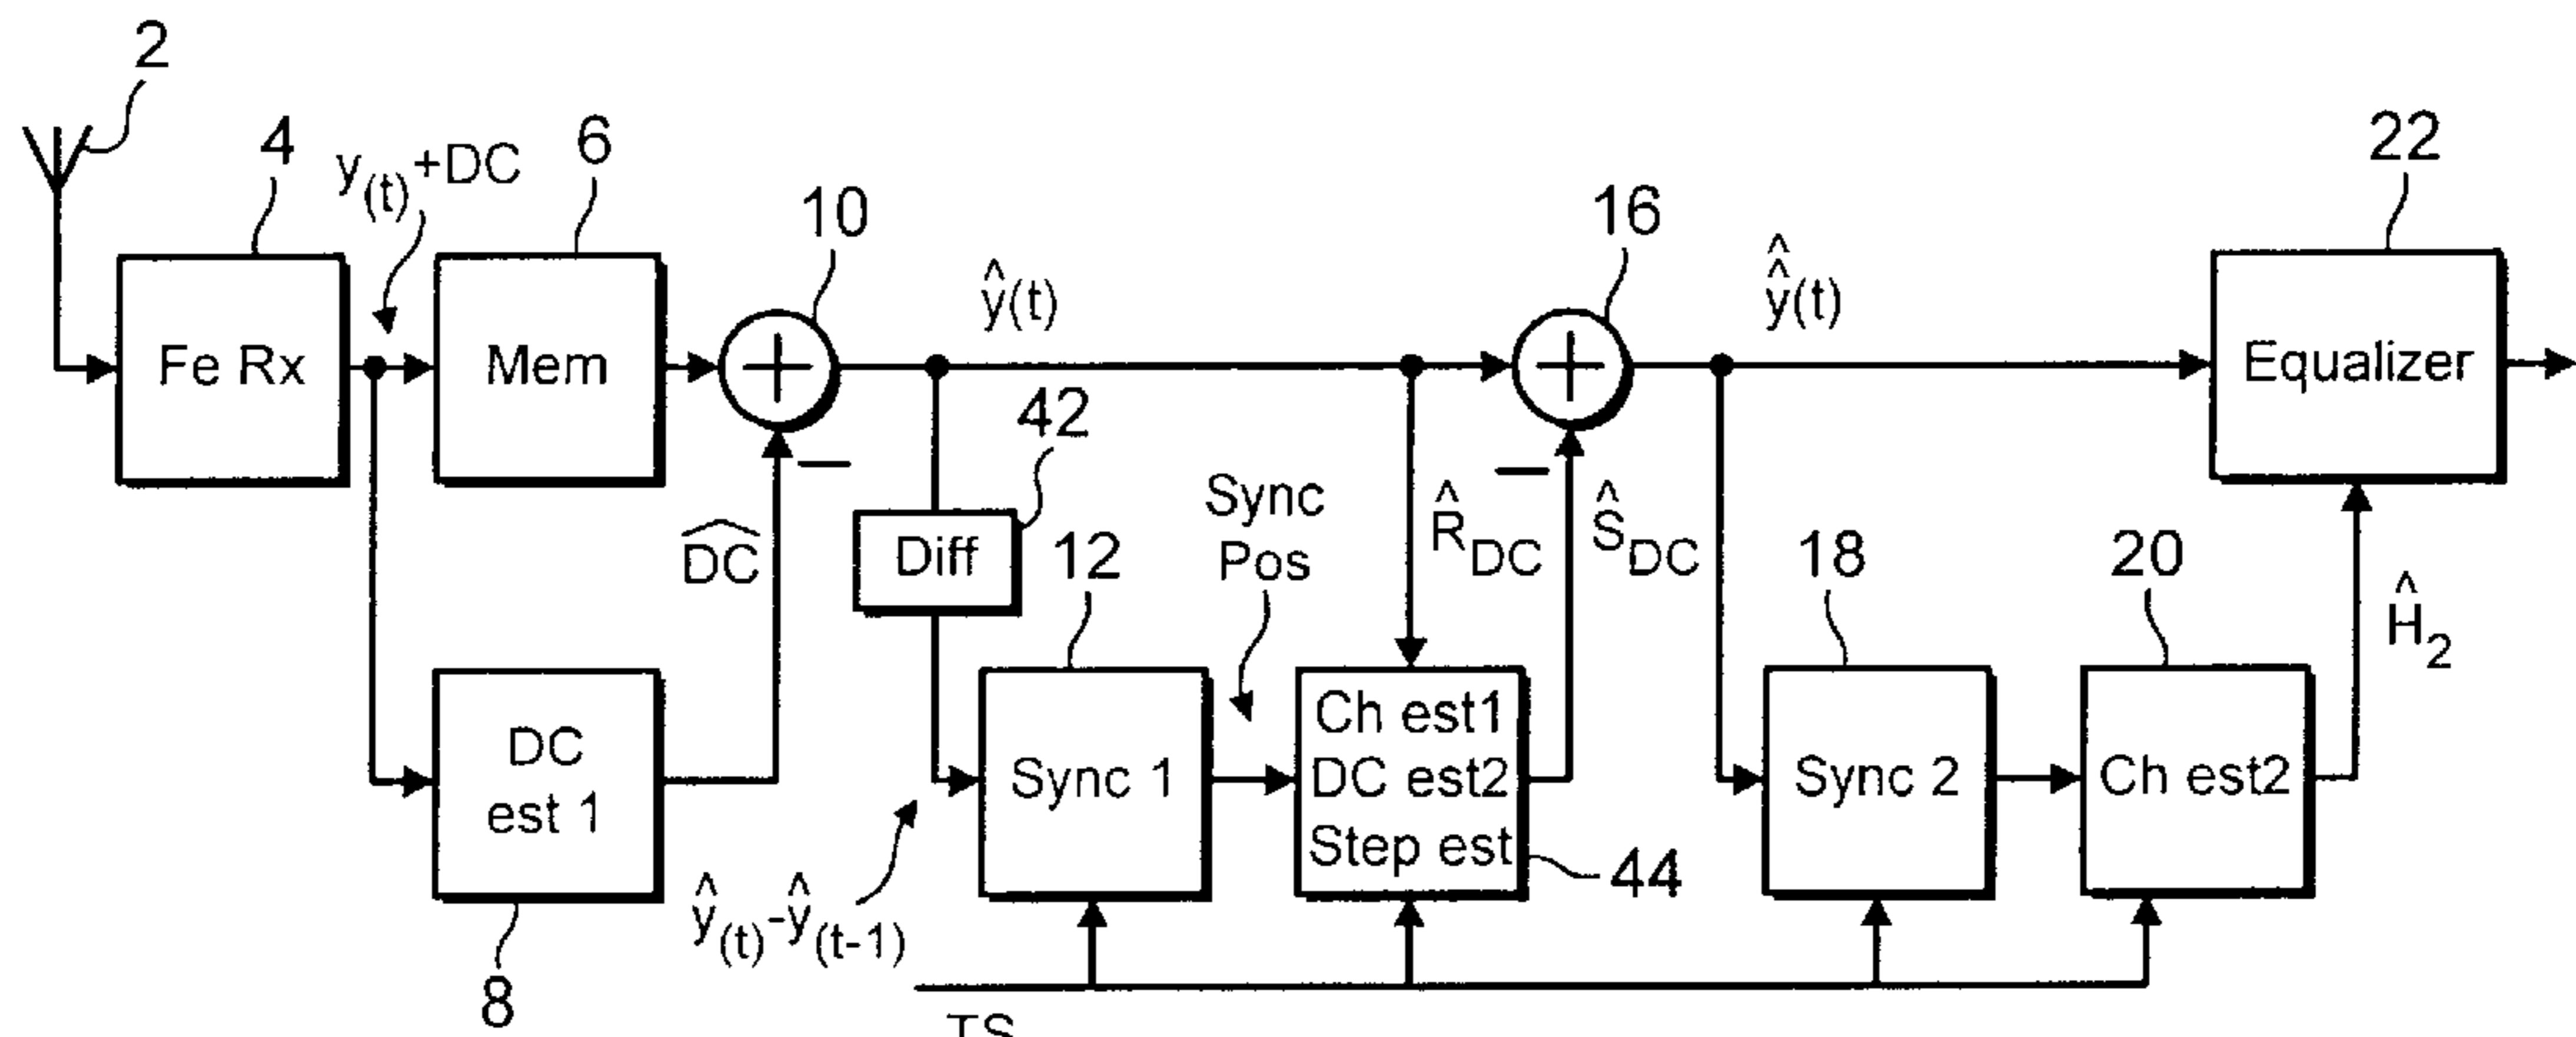 2
4
y(t)+DC
6
10
16
22
Fe Rx
Mem
+
ŷ(t)
+
ŷ̂(t)
Equalizer
42
Diff
−
D͡C
Sync
Pos
R̂DC
−
ŜDC
12
18
20
Ĥ2
DC
est 1
Sync 1
Ch est1
DC est2
Step est
Sync 2
Ch est2
44
ŷ(t)-ŷ(t-1)
8
TS